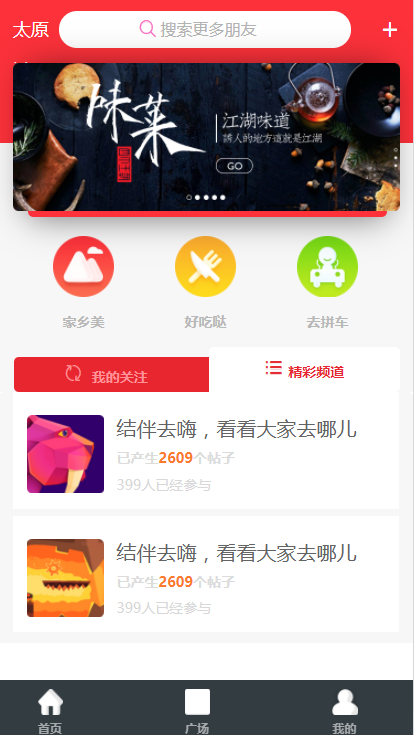 太原
搜索更多朋友
+
味菜
江湖味道
誘人的地方道就是江湖
GO
家乡美
好吃哒
去拼车
我的关注
精彩频道
结伴去嗨，看看大家去哪儿
已产生2609个帖子
399人已经参与
结伴去嗨，看看大家去哪儿
已产生2609个帖子
399人已经参与
首页
广场
我的